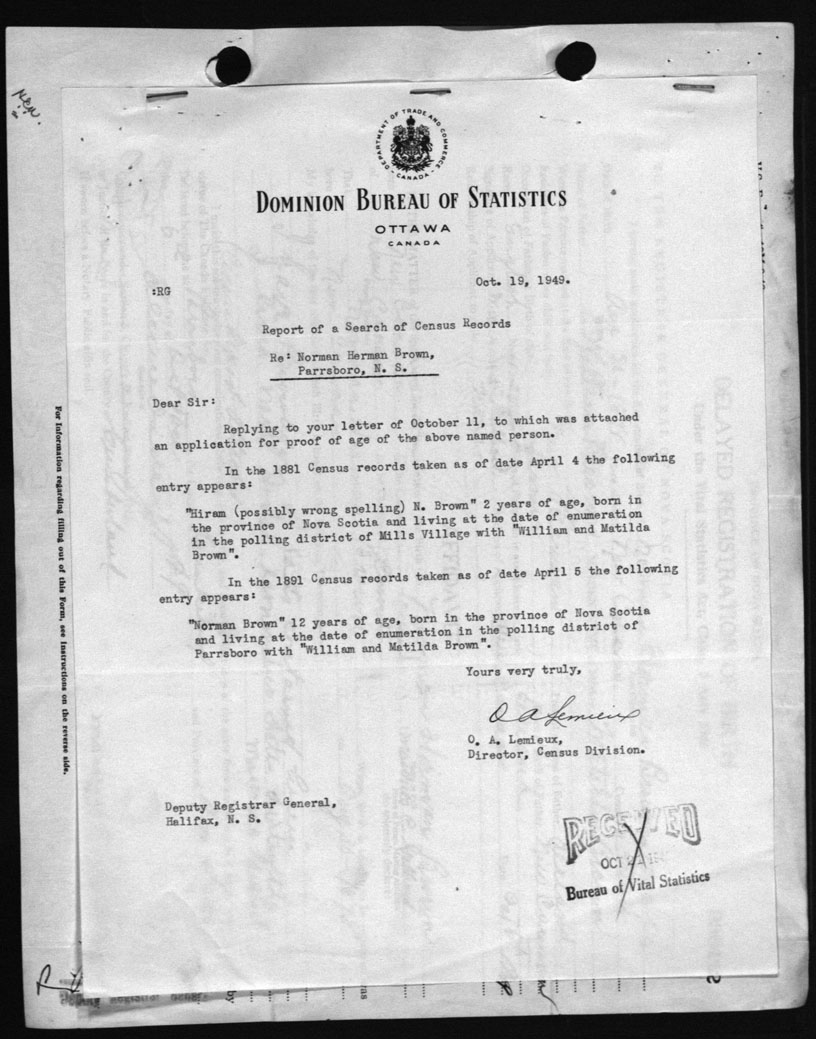 new.
DEPARTMENT OF TRADE AND COMMERCE
CANADA
DOMINION BUREAU OF STATISTICS
OTTAWA
CANADA
:RG
Oct. 19, 1949.
Report of a Search of Census Records
Re: Norman Herman Brown,
Parrsboro, N. S.
Dear Sir:
Replying to your letter of October 11, to which was attached
an application for proof of age of the above named person.
In the 1881 Census records taken as of date April 4 the following
entry appears:
"Hiram (possibly wrong spelling) N. Brown" 2 years of age, born in
the province of Nova Scotia and living at the date of enumeration
in the polling district of Mills Village with "William and Matilda
Brown".
In the 1891 Census records taken as of date April 5 the following
entry appears:
"Norman Brown" 12 years of age, born in the province of Nova Scotia
and living at the date of enumeration in the polling district of
Parrsboro with "William and Matilda Brown".
Yours very truly,
O A Lemieux
O. A. Lemieux,
Director, Census Division.
Deputy Registrar General,
Halifax, N. S.
RECEIVED
OCT
Bureau of Vital Statistics
For Information regarding filling out of this Form, see Instructions on the reverse side.
by